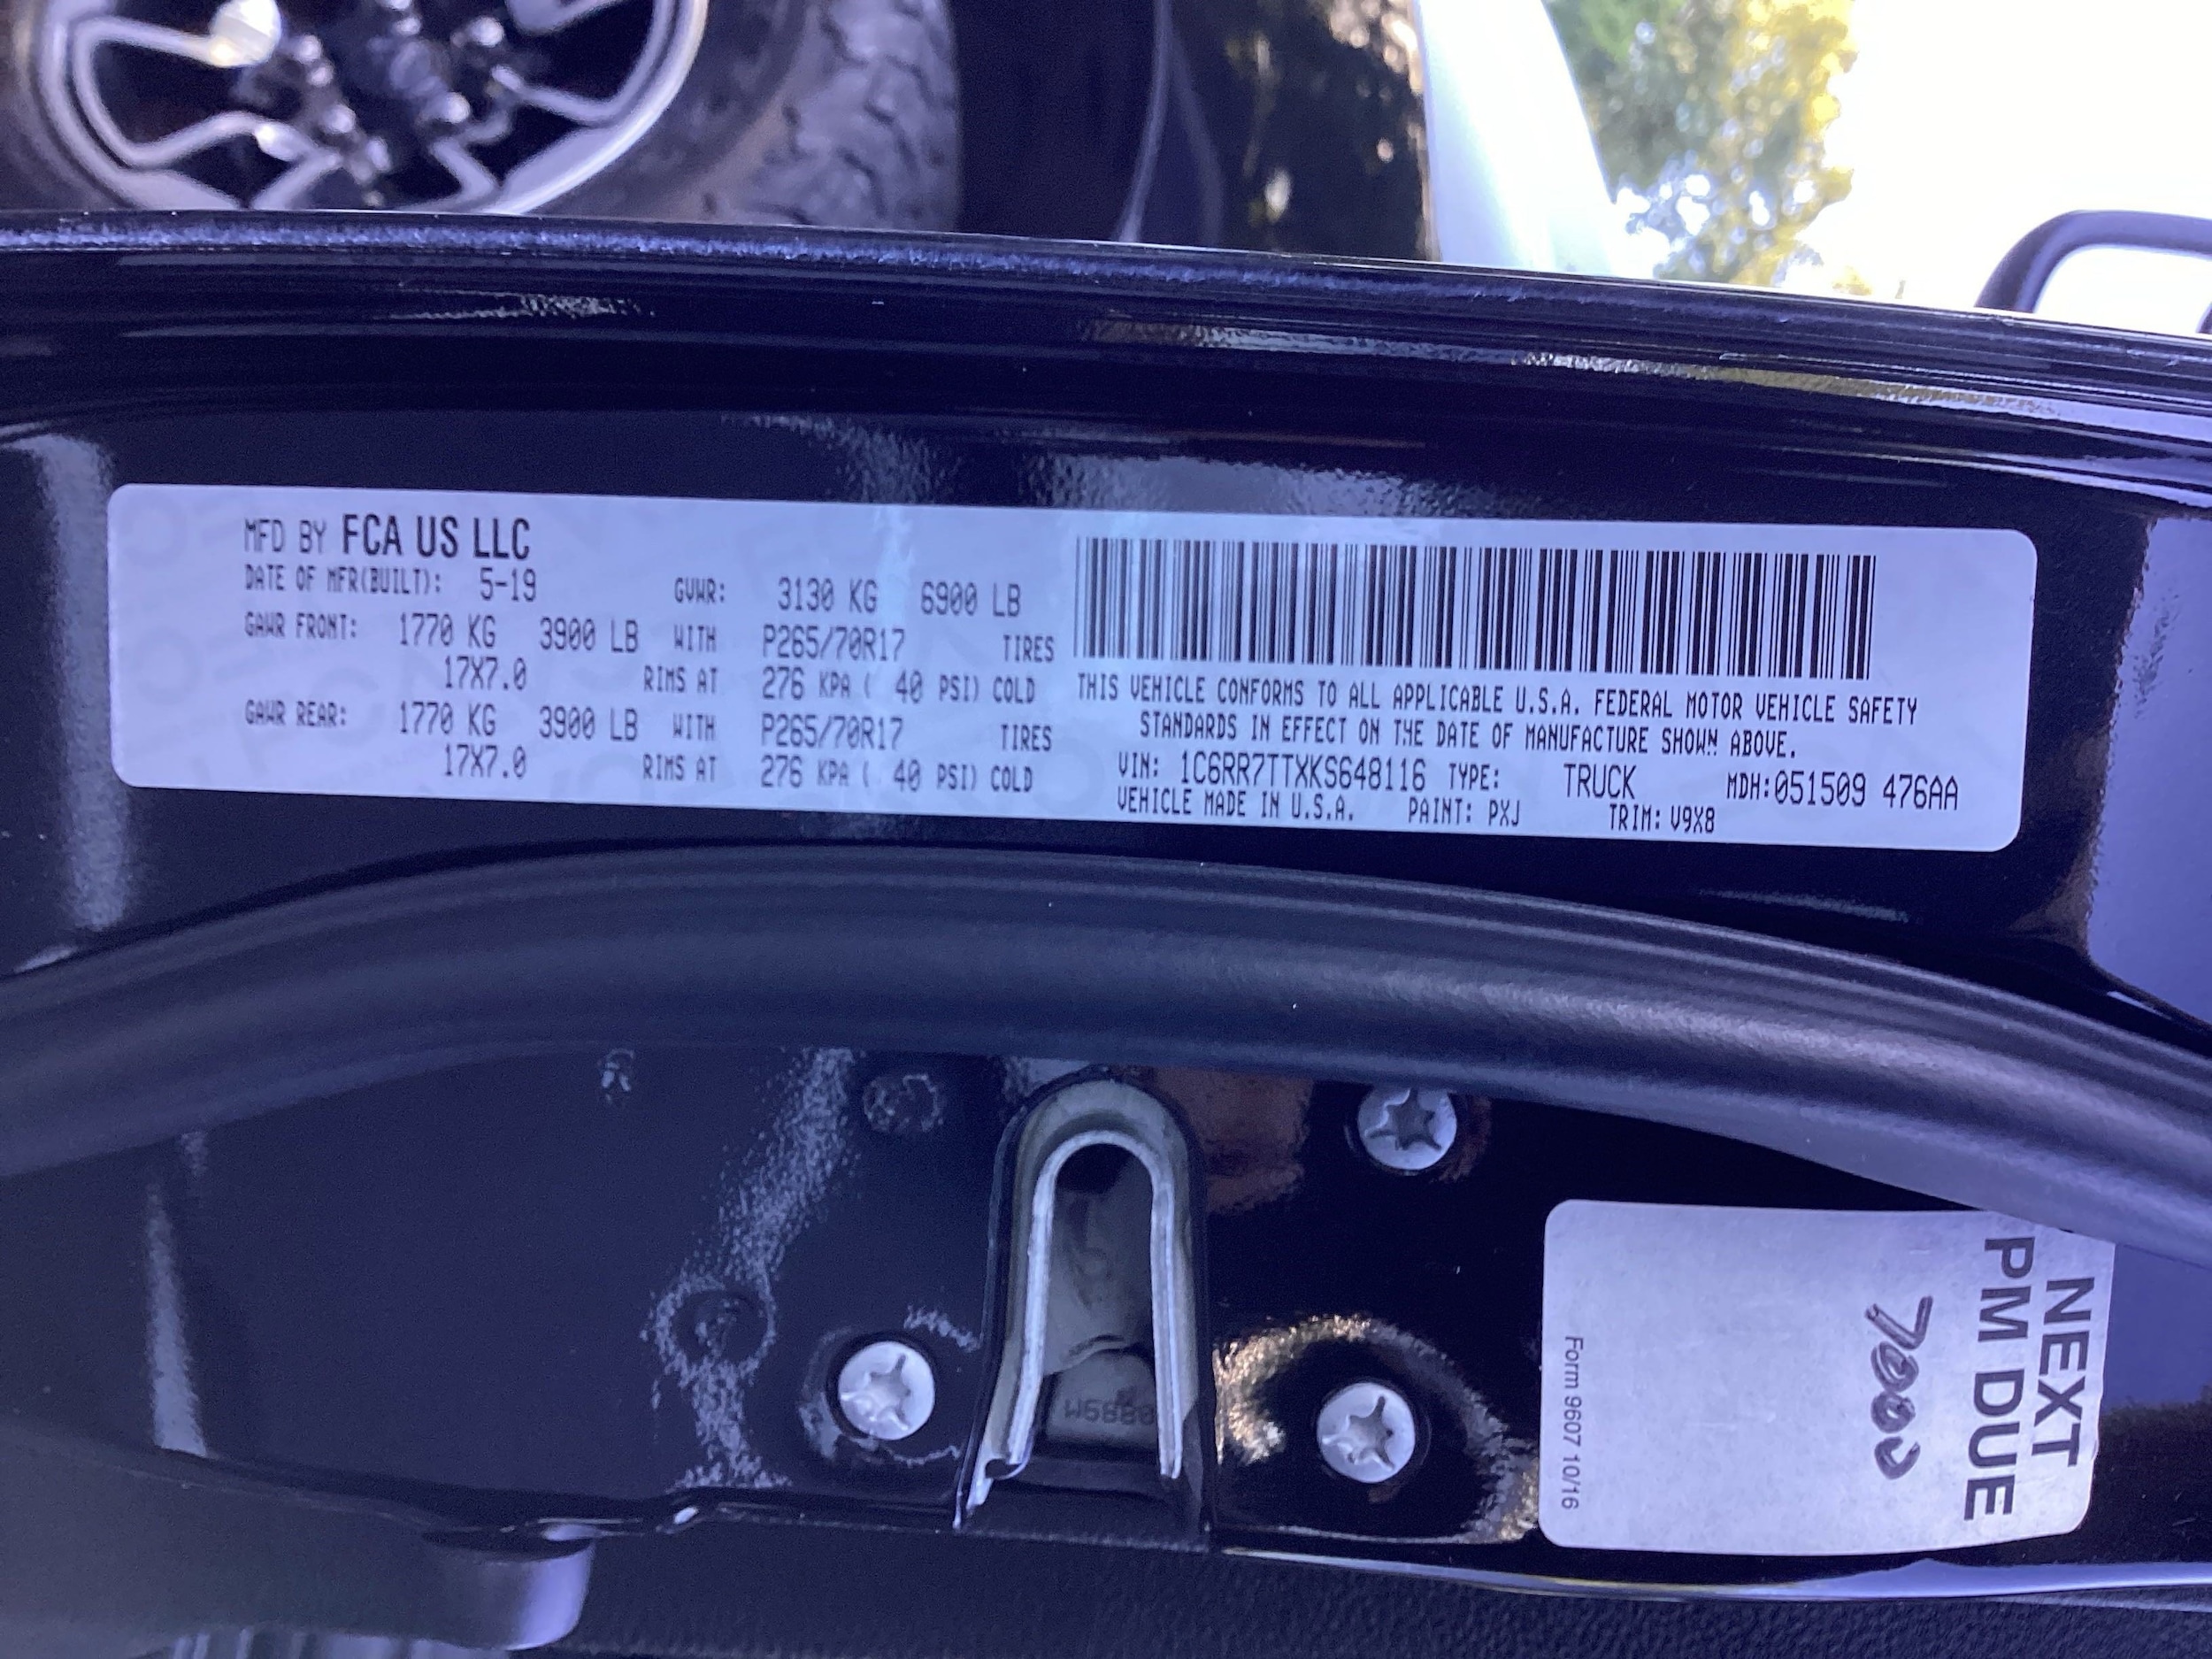 MFD BY FCA US LLC
DATE OF MFR(BUILT): 5-19 GVWR: 3130 KG 6900 LB
GAWR FRONT: 1770 KG 3900 LB WITH P265/70R17 TIRES
17X7.0 RIMS AT 276 KPA ( 40 PSI) COLD
GAWR REAR: 1770 KG 3900 LB WITH P265/70R17 TIRES
17X7.0 RIMS AT 276 KPA ( 40 PSI) COLD
THIS VEHICLE CONFORMS TO ALL APPLICABLE U.S.A. FEDERAL MOTOR VEHICLE SAFETY
STANDARDS IN EFFECT ON THE DATE OF MANUFACTURE SHOWN ABOVE.
VIN: 1C6RR7TTXKS648116 TYPE: TRUCK MDH:051509 476AA
VEHICLE MADE IN U.S.A. PAINT: PXJ TRIM: V9X8
NEXT
PM DUE
7000
Form 9607 10/16